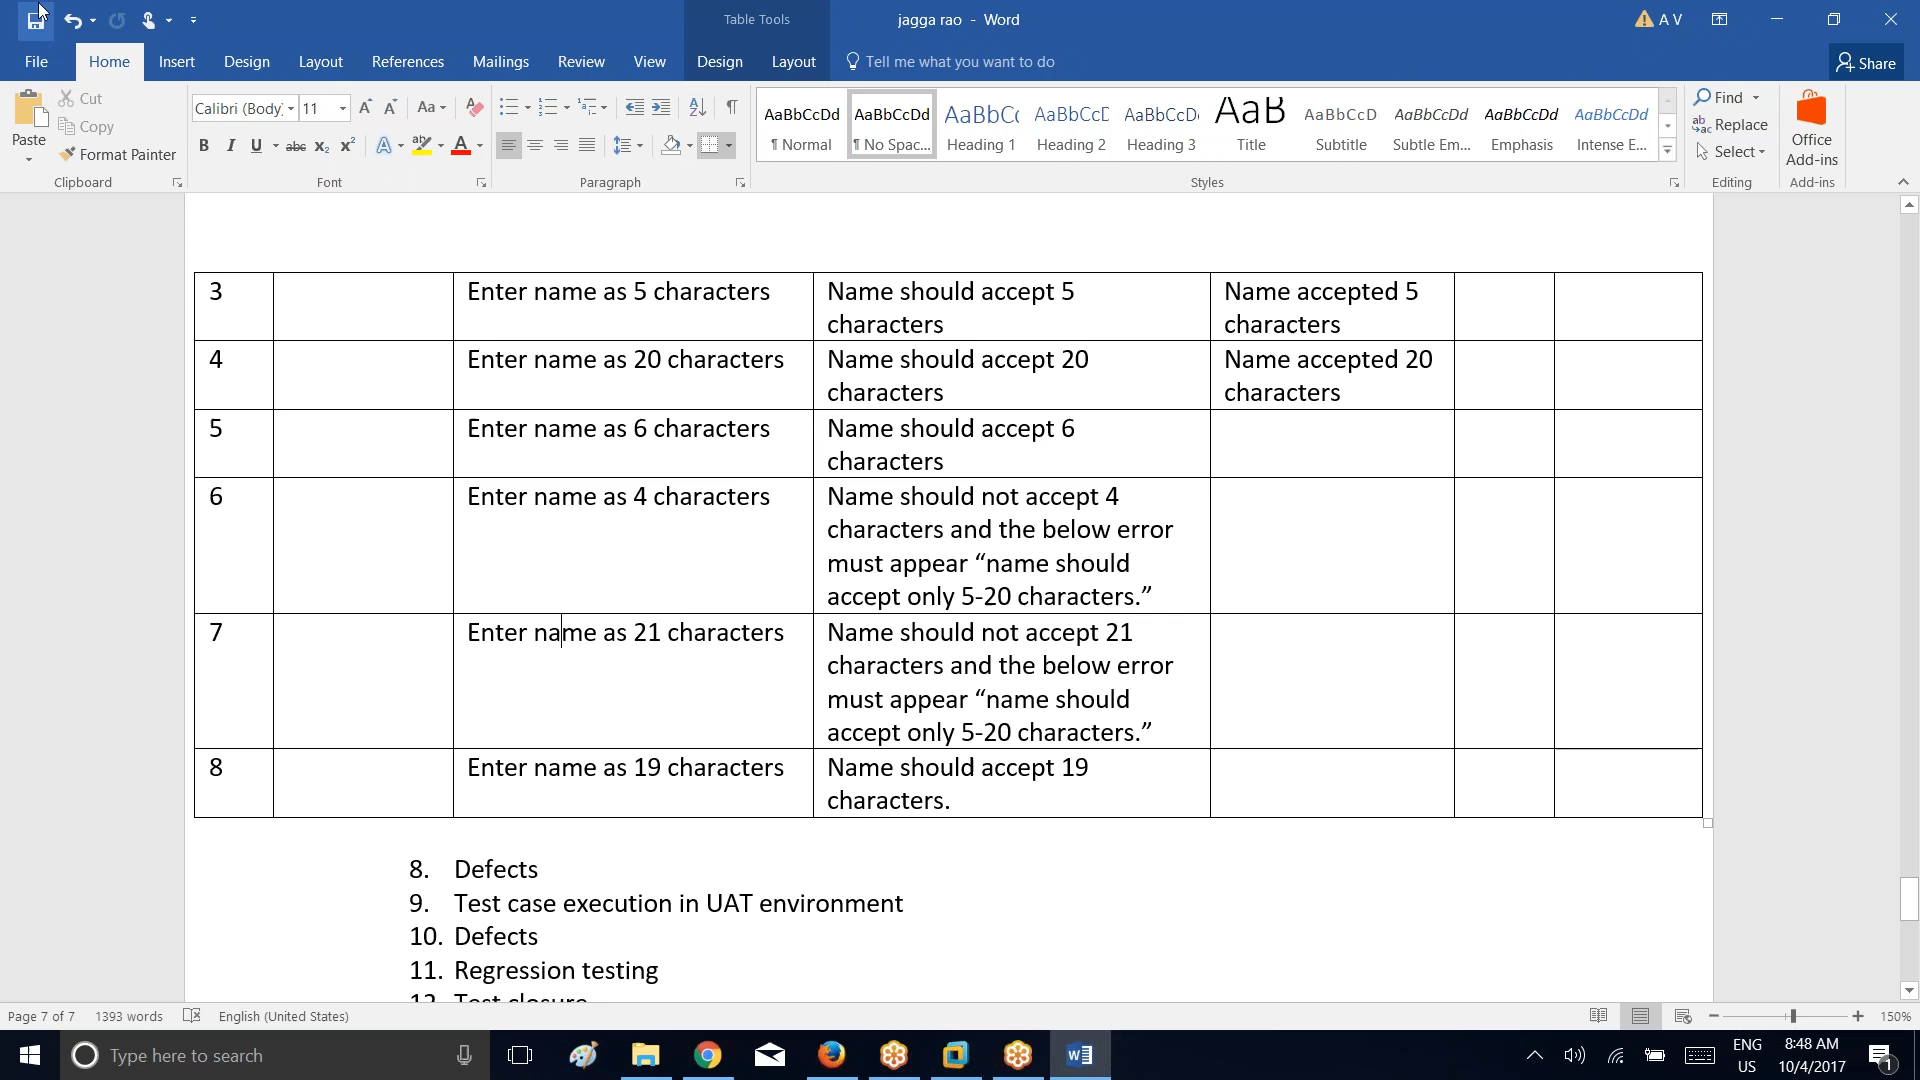 Table Tools
jagga rao - Word
A V
File Home Insert Design Layout References Mailings Review View Design Layout Tell me what you want to do Share
Paste
Cut
Copy
Format Painter
Clipboard
Calibri (Body) 11
Aa
B I U abc X2 X2 A ab A
Font
Paragraph
AaBbCcDd AaBbCcDd AaBbC AaBbCcD AaBbCcD AaB AaBbCcD AaBbCcDd AaBbCcDd AaBbCcDd
¶ Normal ¶ No Spac... Heading 1 Heading 2 Heading 3 Title Subtitle Subtle Em... Emphasis Intense E...
Styles
Find
Replace
Select
Editing
Office
Add-ins
Add-ins
3 Enter name as 5 characters Name should accept 5 Name accepted 5
characters characters
4 Enter name as 20 characters Name should accept 20 Name accepted 20
characters characters
5 Enter name as 6 characters Name should accept 6
characters
6 Enter name as 4 characters Name should not accept 4
characters and the below error
must appear “name should
accept only 5-20 characters.”
7 Enter name as 21 characters Name should not accept 21
characters and the below error
must appear “name should
accept only 5-20 characters.”
8 Enter name as 19 characters Name should accept 19
characters.
8. Defects
9. Test case execution in UAT environment
10. Defects
11. Regression testing
12. Test closure
Page 7 of 7 1393 words English (United States) 150%
Type here to search
ENG
US
8:48 AM
10/4/2017
1